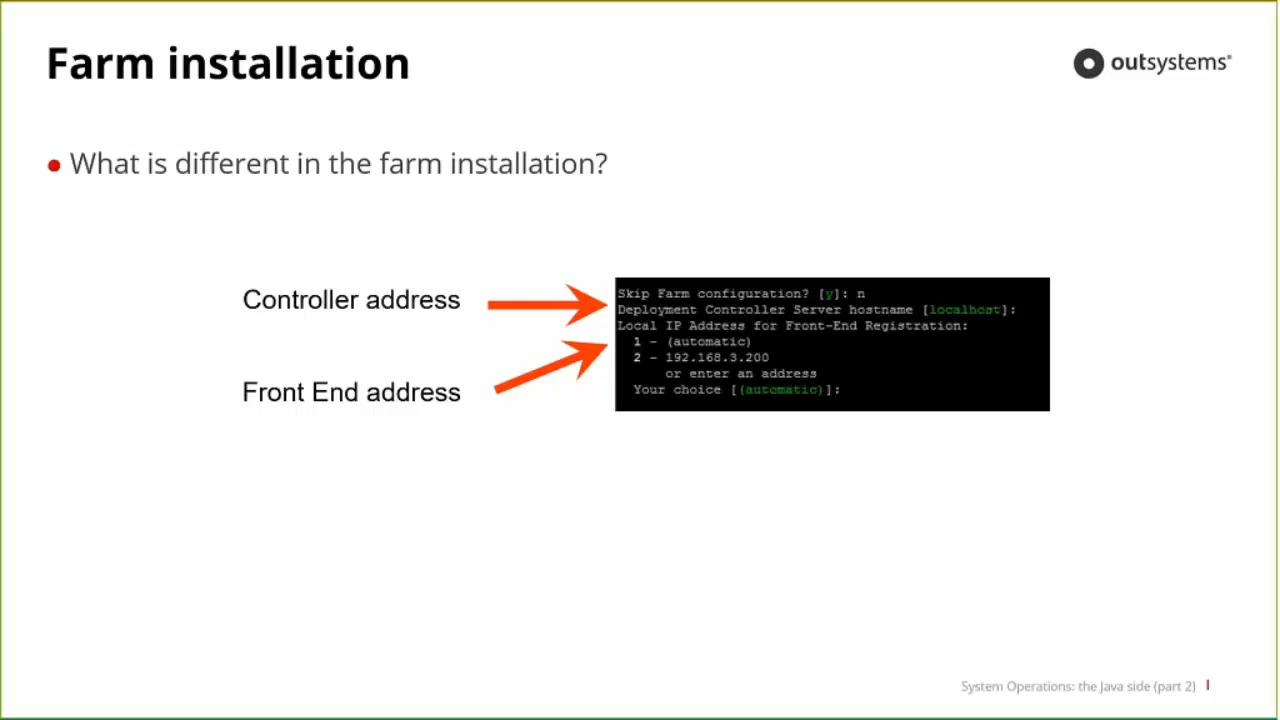 Farm installation
outsystems®
● What is different in the farm installation?
Controller address
Front End address
Skip Farm configuration? [y]: n
Deployment Controller Server hostname [localhost]:
Local IP Address for Front-End Registration:
1 - (automatic)
2 - 192.168.3.200
or enter an address
Your choice [(automatic)]:
System Operations: the Java side (part 2)